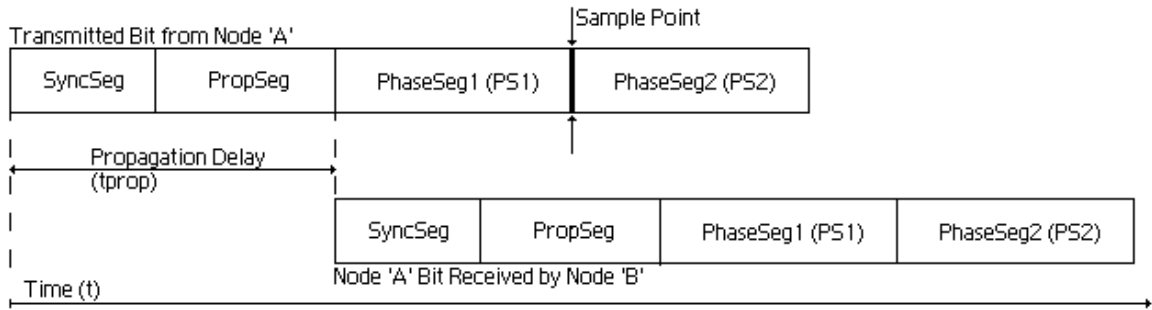 Sample Point
Transmitted Bit from Node 'A'
SyncSeg PropSeg PhaseSeg1 (PS1) PhaseSeg2 (PS2)
Propagation Delay
(tprop)
SyncSeg PropSeg PhaseSeg1 (PS1) PhaseSeg2 (PS2)
Node 'A' Bit Received by Node 'B'
Time (t)